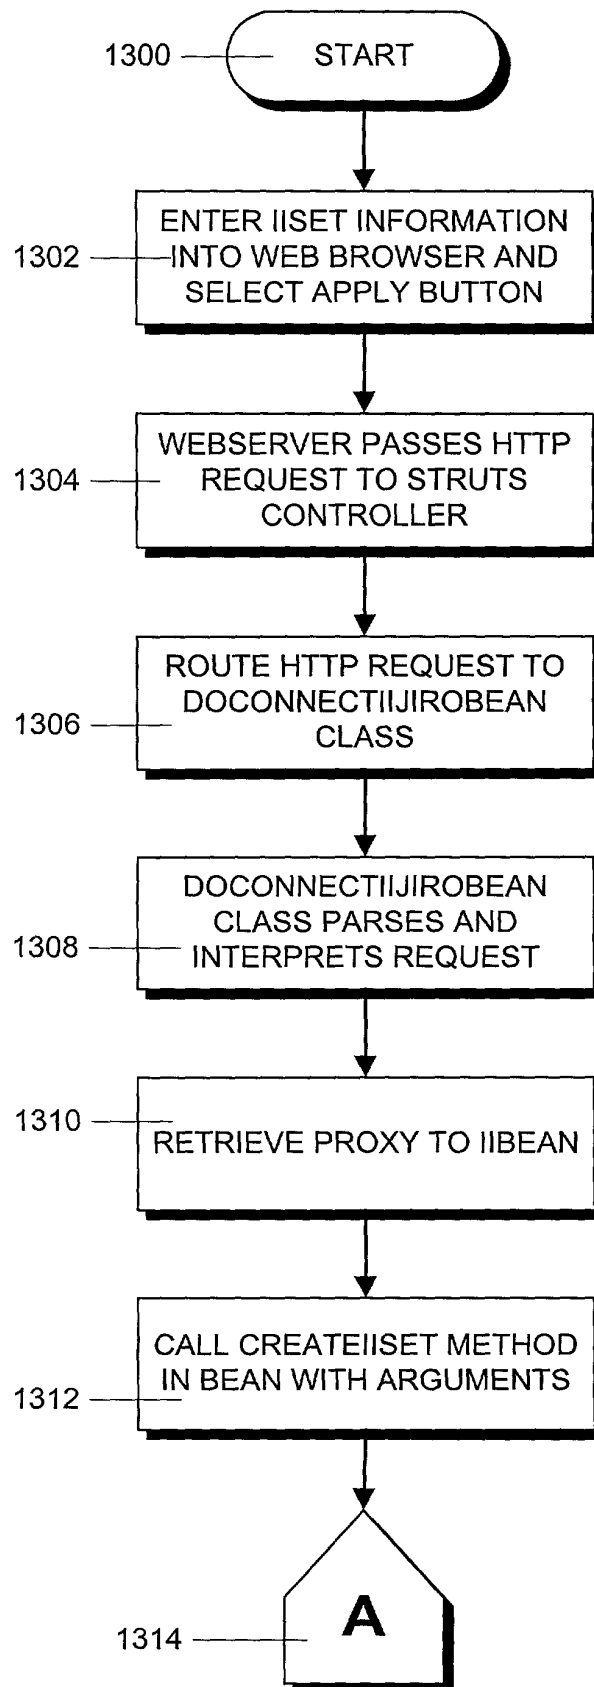 1300
START
1302
ENTER IISET INFORMATION
INTO WEB BROWSER AND
SELECT APPLY BUTTON
1304
WEBSERVER PASSES HTTP
REQUEST TO STRUTS
CONTROLLER
1306
ROUTE HTTP REQUEST TO
DOCONNECTIIJIROBEAN
CLASS
1308
DOCONNECTIIJIROBEAN
CLASS PARSES AND
INTERPRETS REQUEST
1310
RETRIEVE PROXY TO IIBEAN
1312
CALL CREATEIISET METHOD
IN BEAN WITH ARGUMENTS
1314
A